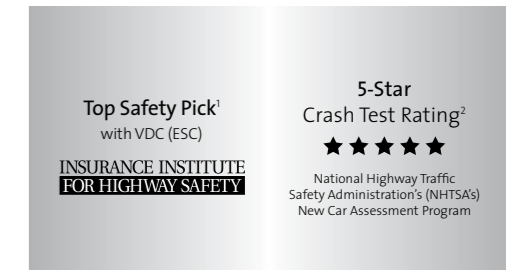 Top Safety Pick¹
with VDC (ESC)
INSURANCE INSTITUTE
FOR HIGHWAY SAFETY
5-Star
Crash Test Rating²
★★★★★
National Highway Traffic
Safety Administration’s (NHTSA’s)
New Car Assessment Program